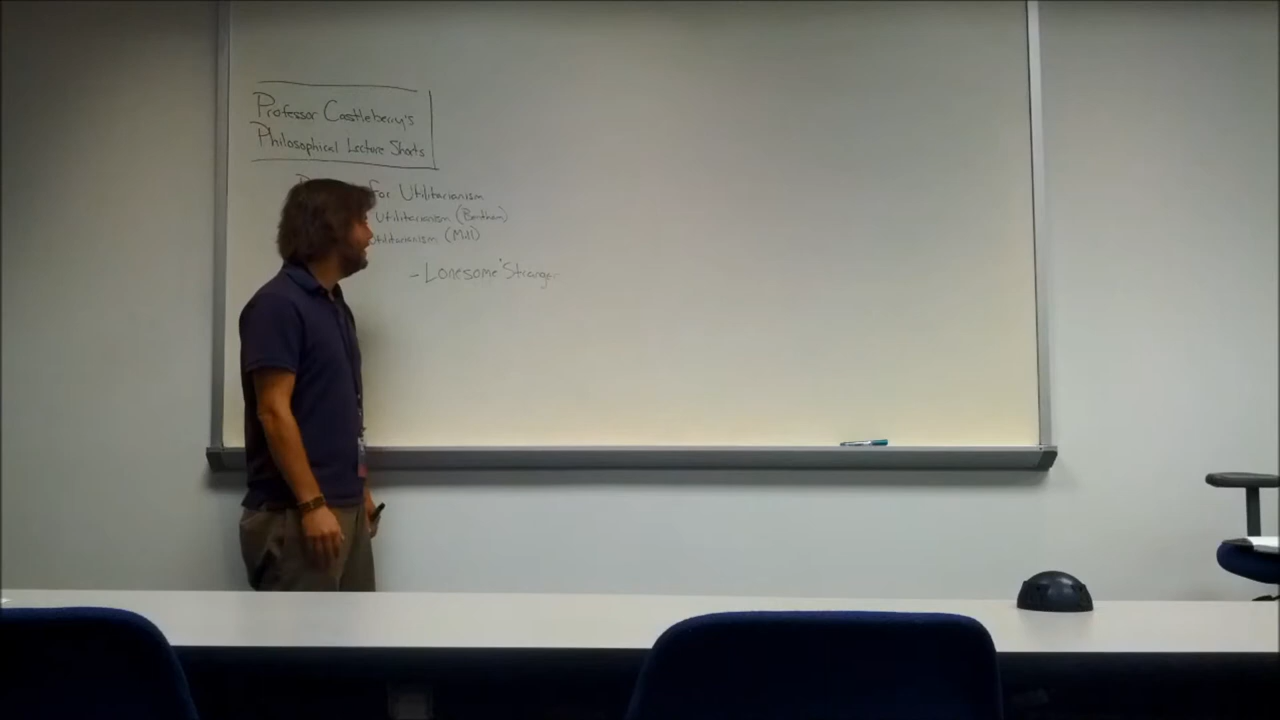 Professor Castleberry's
Philosophical Lecture Shorts
For Utilitarianism
Utilitarianism (Bentham)
Utilitarianism (Mill)
- Lonesome Stranger